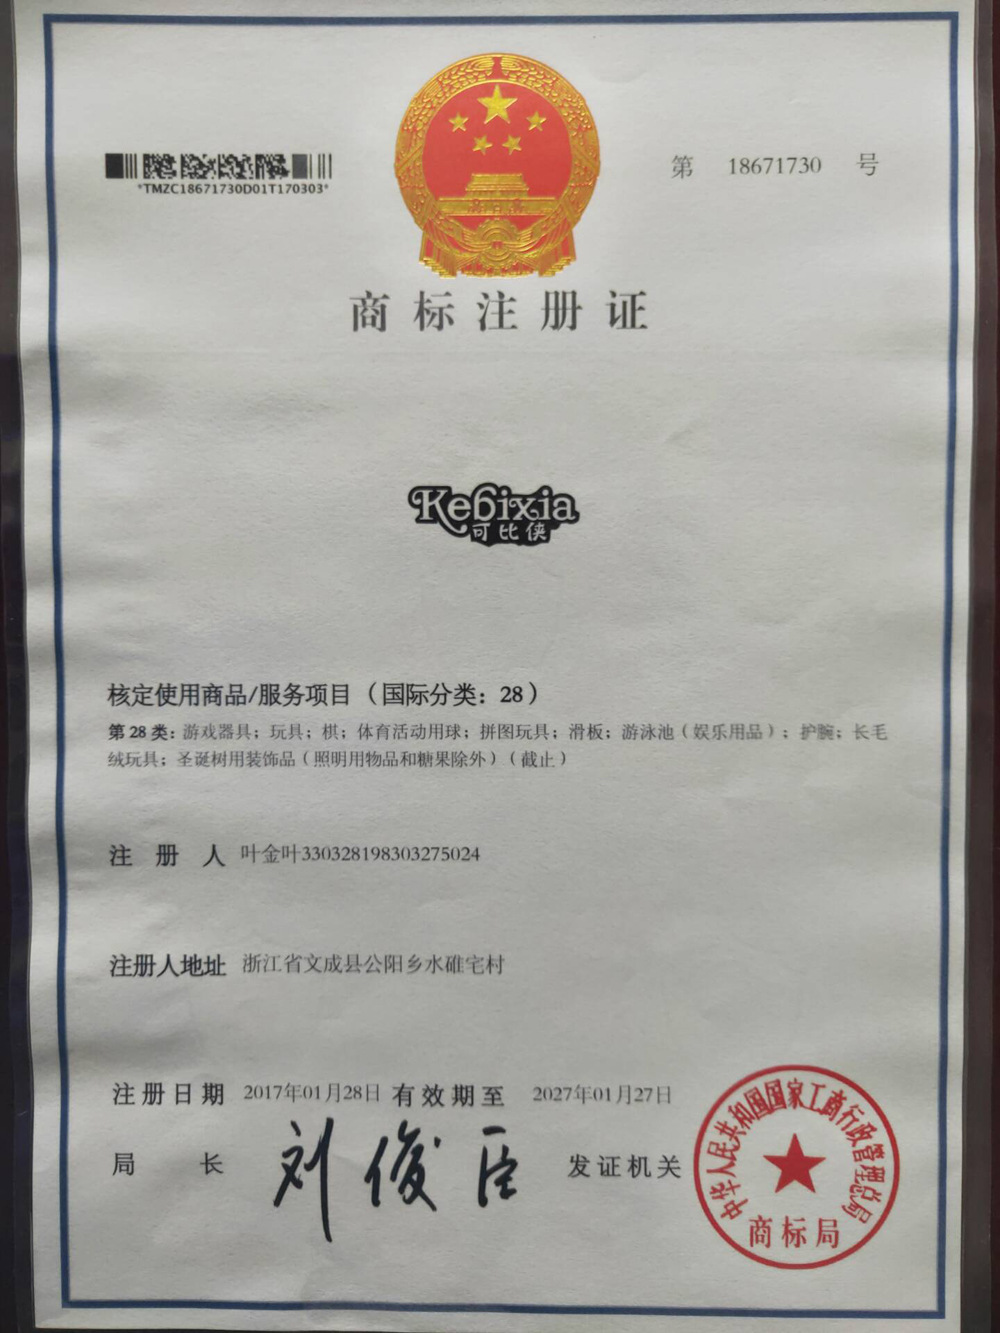 第 18671730 号
*TMZC18671730D01T170303*
商标注册证
Kebixia
可比侠
核定使用商品/服务项目（国际分类：28）
第 28 类：游戏器具；玩具；棋；体育活动用球；拼图玩具；滑板；游泳池（娱乐用品）；护腕；长毛
绒玩具；圣诞树用装饰品（照明用物品和糖果除外）（截止）
注 册 人 叶金叶330328198303275024
注册人地址 浙江省文成县公阳乡水碓宅村
注册日期 2017年01月28日 有效期至 2027年01月27日
局 长 刘俊臣 发证机关
中华人民共和国国家工商行政管理总局
商标局